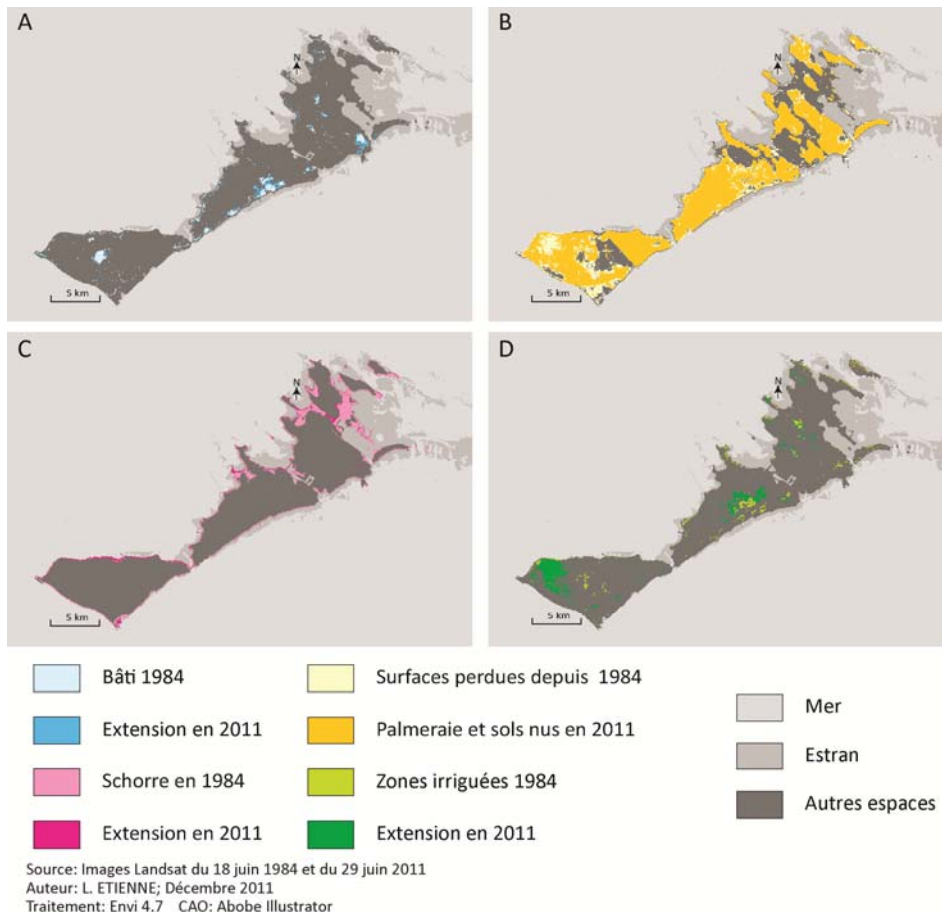 A
N
5 km
B
N
5 km
C
N
5 km
D
N
5 km
Bâti 1984
Extension en 2011
Schorre en 1984
Extension en 2011
Surfaces perdues depuis 1984
Palmeraie et sols nus en 2011
Zones irriguées 1984
Extension en 2011
Mer
Estran
Autres espaces
Source: Images Landsat du 18 juin 1984 et du 29 juin 2011
Auteur: L. ETIENNE; Décembre 2011
Traitement: Envi 4.7 CAO: Abobe Illustrator